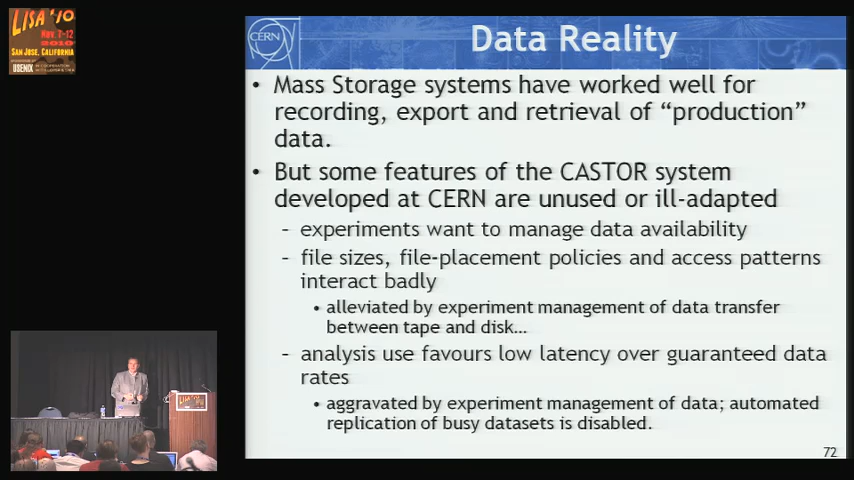 LISA '10
Nov. 7-12
2010
SAN JOSE, CALIFORNIA
USENIX
CERN
Data Reality
• Mass Storage systems have worked well for
recording, export and retrieval of “production”
data.
• But some features of the CASTOR system
developed at CERN are unused or ill-adapted
– experiments want to manage data availability
– file sizes, file-placement policies and access patterns
interact badly
• alleviated by experiment management of data transfer
between tape and disk…
– analysis use favours low latency over guaranteed data
rates
• aggravated by experiment management of data; automated
replication of busy datasets is disabled.
72